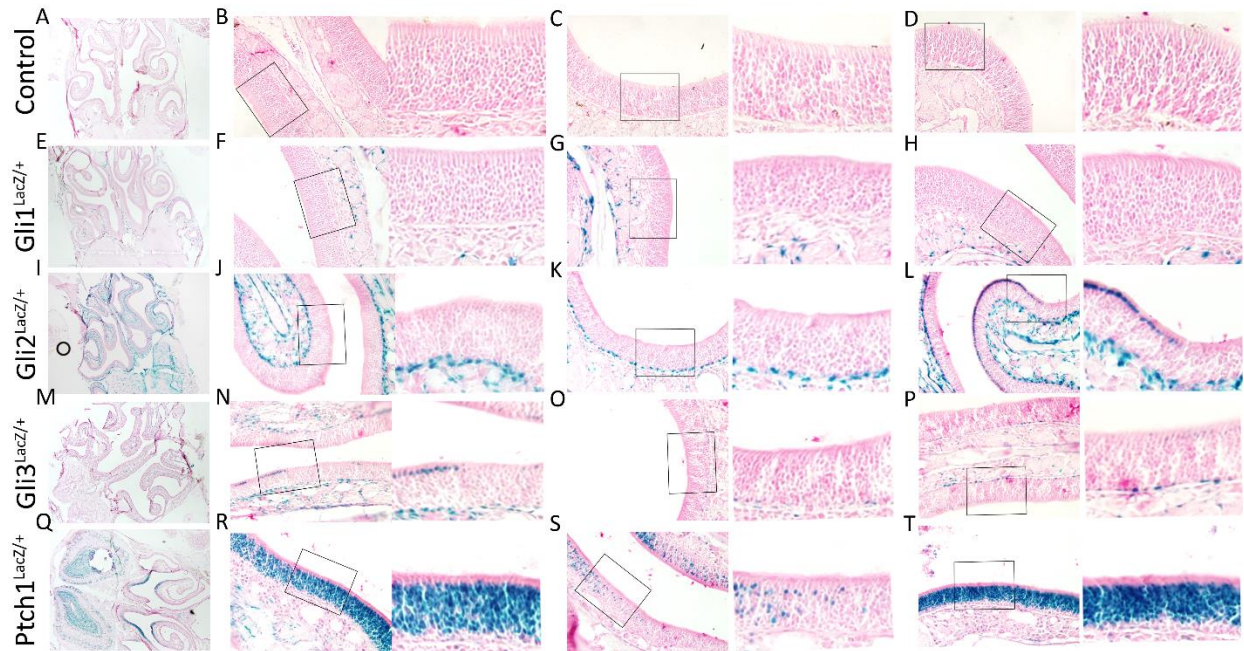 A B C D
Control
E F G H
Gli1LacZ/+
I J K L
Gli2LacZ/+
M N O P
Gli3LacZ/+
Q R S T
Ptch1LacZ/+